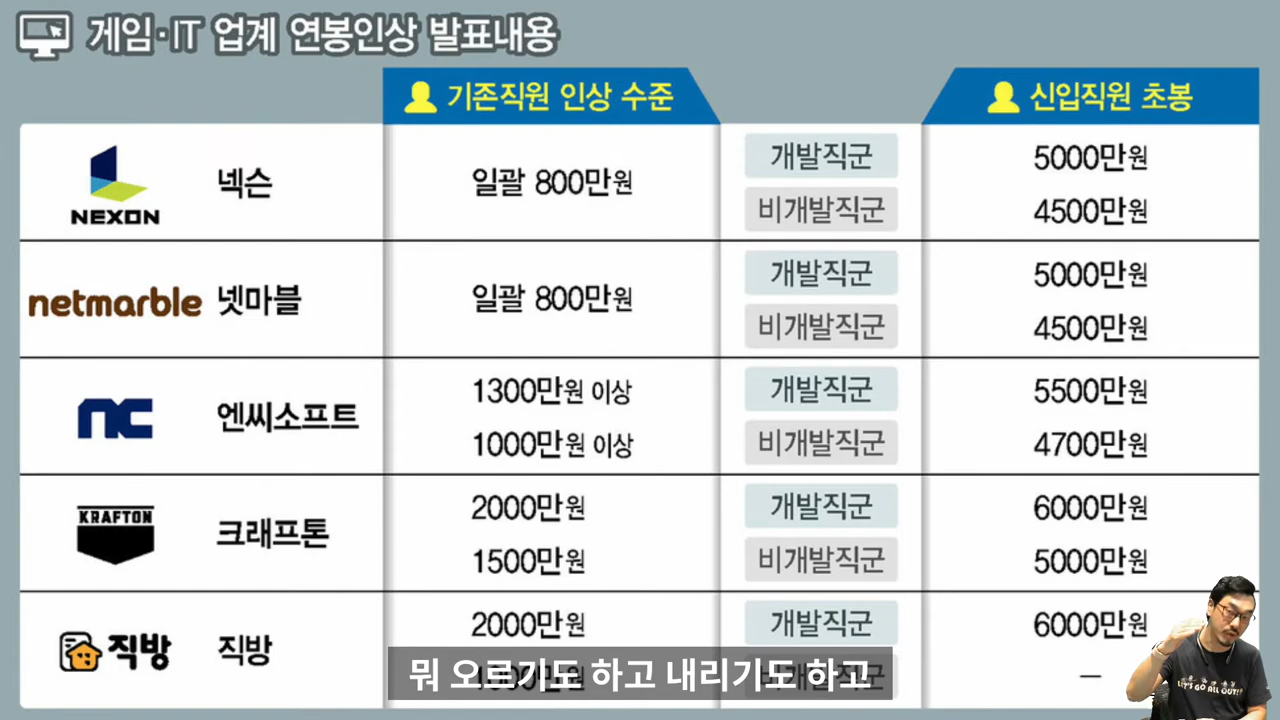 게임·IT 업계 연봉인상 발표내용
기존직원 인상 수준
신입직원 초봉
NEXON
넥슨
일괄 800만원
개발직군
5000만원
비개발직군
4500만원
netmarble
넷마블
일괄 800만원
개발직군
5000만원
비개발직군
4500만원
nc
엔씨소프트
1300만원 이상
개발직군
5500만원
1000만원 이상
비개발직군
4700만원
KRAFTON
크래프톤
2000만원
개발직군
6000만원
1500만원
비개발직군
5000만원
직방
직방
2000만원
개발직군
6000만원
비개발직군
–
뭐 오르기도 하고 내리기도 하고
LET'S GO ALL OUT!